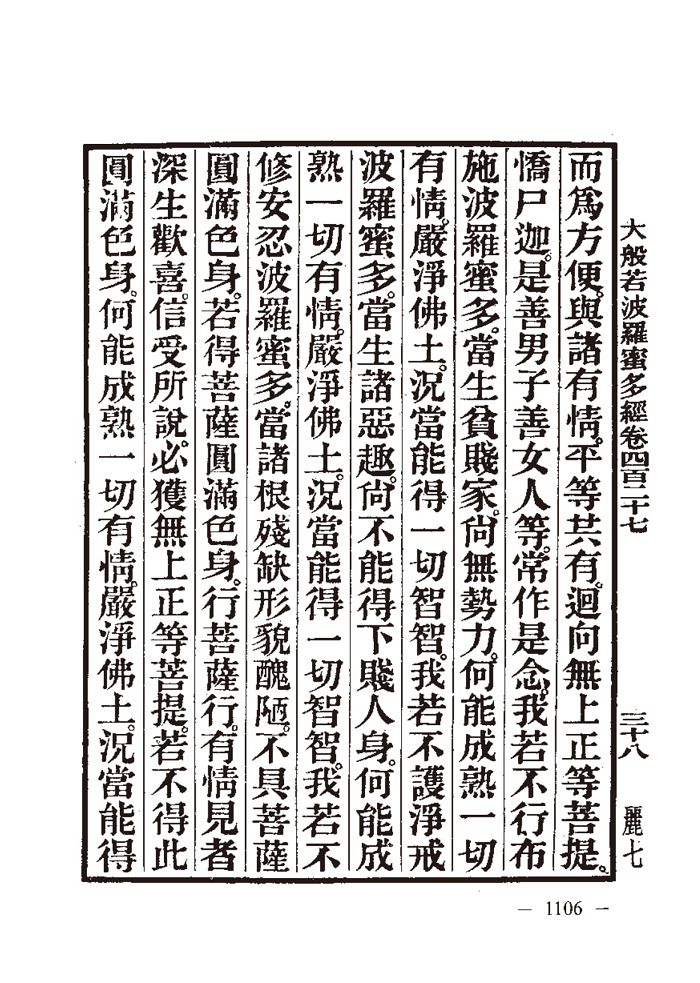 大般若波羅蜜多經卷四百二十七
三十八
麗七
而爲方便。與諸有情。平等共有。迴向無上正等菩提。
憍尸迦。是善男子善女人等。常作是念。我若不行布
施波羅蜜多。當生貧賤家。尙無勢力。何能成熟一切
有情。嚴淨佛土。況當能得一切智智。我若不護淨戒
波羅蜜多。當生諸惡趣。尙不能得下賤人身。何能成
熟一切有情。嚴淨佛土。況當能得一切智智。我若不
修安忍波羅蜜多。當諸根殘缺形貌醜陋。不具菩薩
圓滿色身。若得菩薩圓滿色身。行菩薩行。有情見者
深生歡喜。信受所說。必獲無上正等菩提。若不得此
圓滿色身。何能成熟一切有情。嚴淨佛土。況當能得
— 1106 —